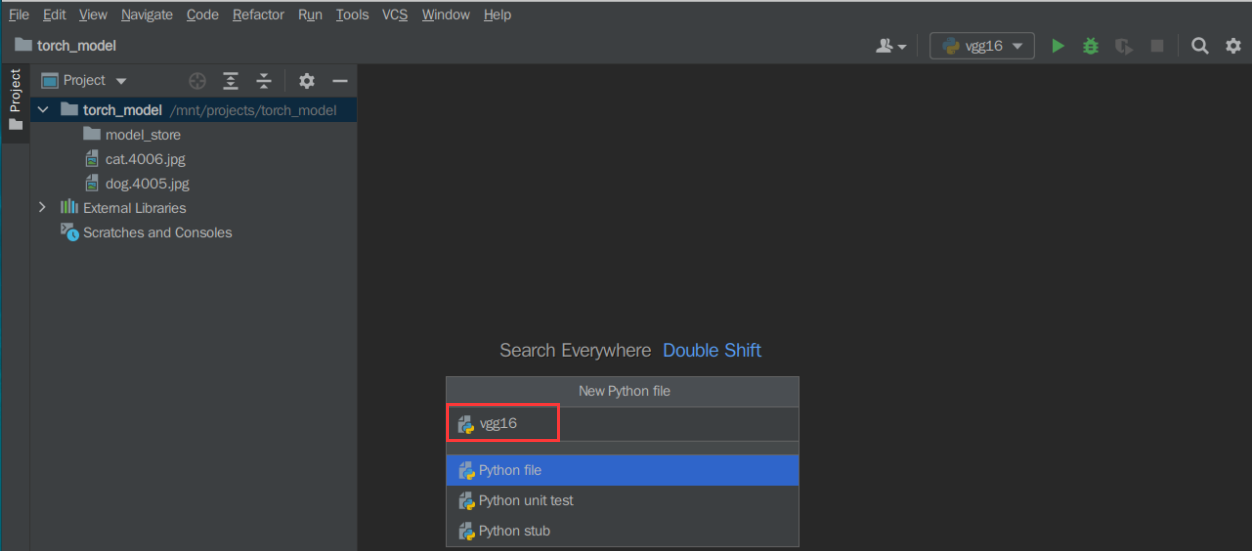 File Edit View Navigate Code Refactor Run Tools VCS Window Help
torch_model
vgg16
Project
Project
torch_model /mnt/projects/torch_model
model_store
cat.4006.jpg
dog.4005.jpg
External Libraries
Scratches and Consoles
Search Everywhere Double Shift
New Python file
vgg16
Python file
Python unit test
Python stub